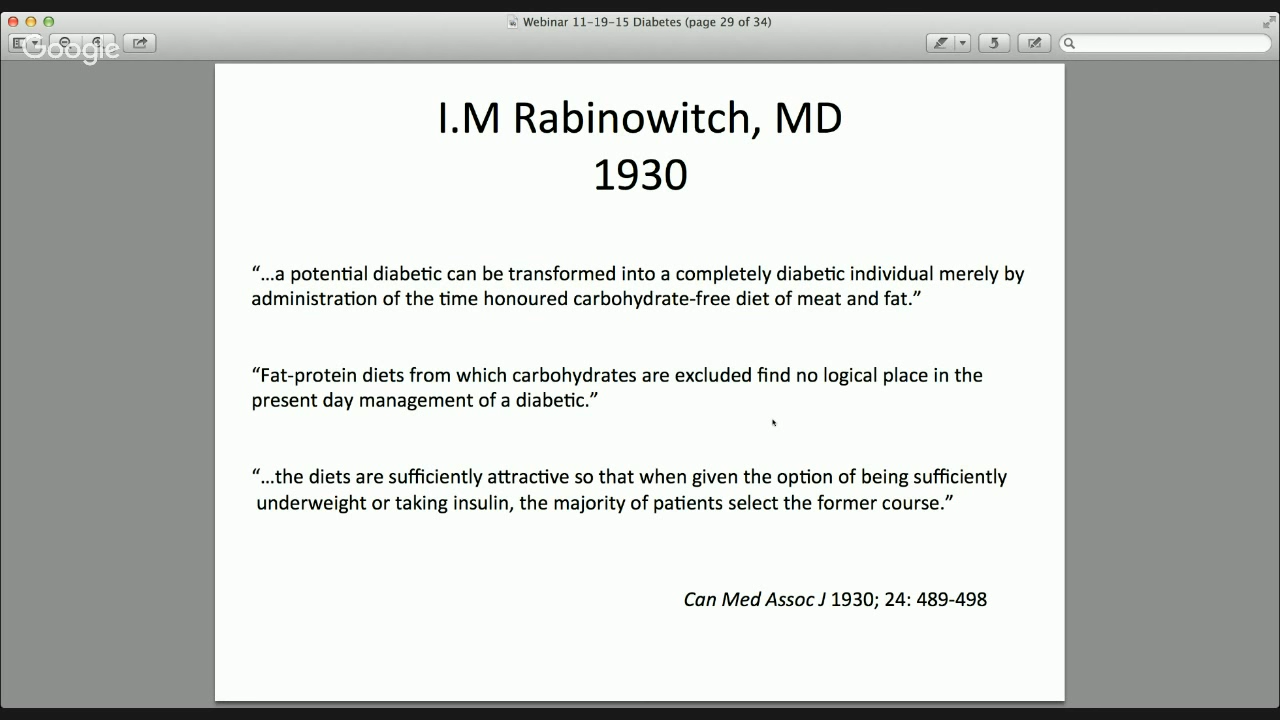 Webinar 11-19-15 Diabetes (page 29 of 34)
Google
I.M Rabinowitch, MD
1930
“...a potential diabetic can be transformed into a completely diabetic individual merely by
administration of the time honoured carbohydrate-free diet of meat and fat.”
“Fat-protein diets from which carbohydrates are excluded find no logical place in the
present day management of a diabetic.”
“...the diets are sufficiently attractive so that when given the option of being sufficiently
underweight or taking insulin, the majority of patients select the former course.”
Can Med Assoc J 1930; 24: 489-498